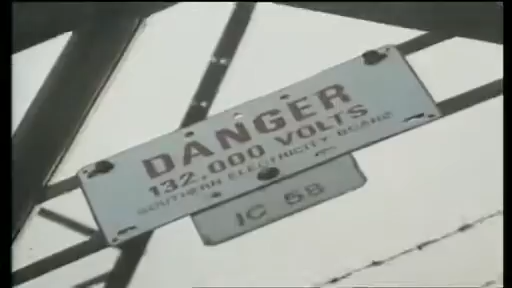 DANGER
132,000 VOLTS
SOUTHERN ELECTRICITY BOARD
IC 58